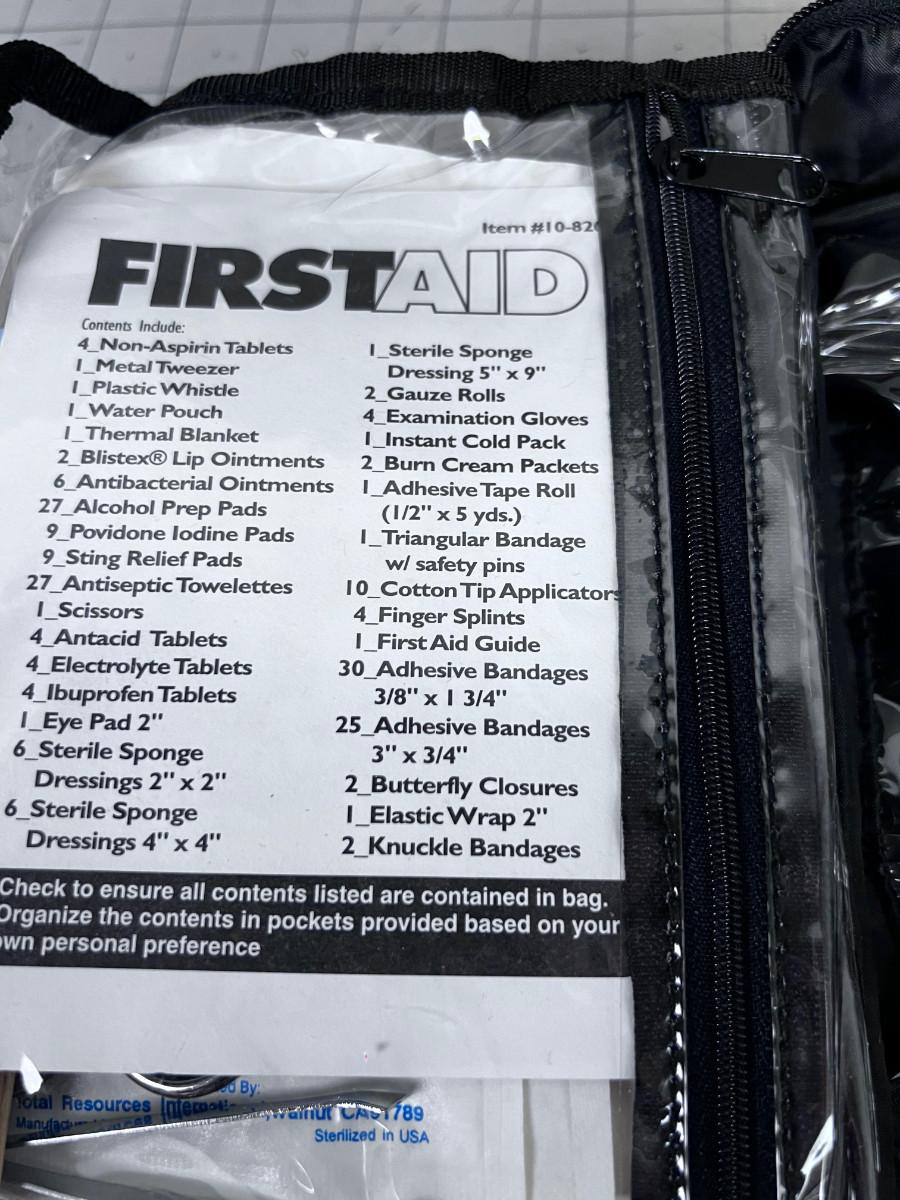 Item #10-820
FIRSTAID
Contents Include:
4_Non-Aspirin Tablets
1_Metal Tweezer
1_Plastic Whistle
1_Water Pouch
1_Thermal Blanket
2_Blistex® Lip Ointments
6_Antibacterial Ointments
27_Alcohol Prep Pads
9_Povidone Iodine Pads
9_Sting Relief Pads
27_Antiseptic Towelettes
1_Scissors
4_Antacid Tablets
4_Electrolyte Tablets
4_Ibuprofen Tablets
1_Eye Pad 2"
6_Sterile Sponge
Dressings 2" x 2"
6_Sterile Sponge
Dressings 4" x 4"
1_Sterile Sponge
Dressing 5" x 9"
2_Gauze Rolls
4_Examination Gloves
1_Instant Cold Pack
2_Burn Cream Packets
1_Adhesive Tape Roll
(1/2" x 5 yds.)
1_Triangular Bandage
w/ safety pins
10_Cotton Tip Applicators
4_Finger Splints
1_First Aid Guide
30_Adhesive Bandages
3/8" x 1 3/4"
25_Adhesive Bandages
3" x 3/4"
2_Butterfly Closures
1_Elastic Wrap 2"
2_Knuckle Bandages
Check to ensure all contents listed are contained in bag.
Organize the contents in pockets provided based on your
own personal preference
By:
Total Resources Walnut CA 91789
Sterilized in USA